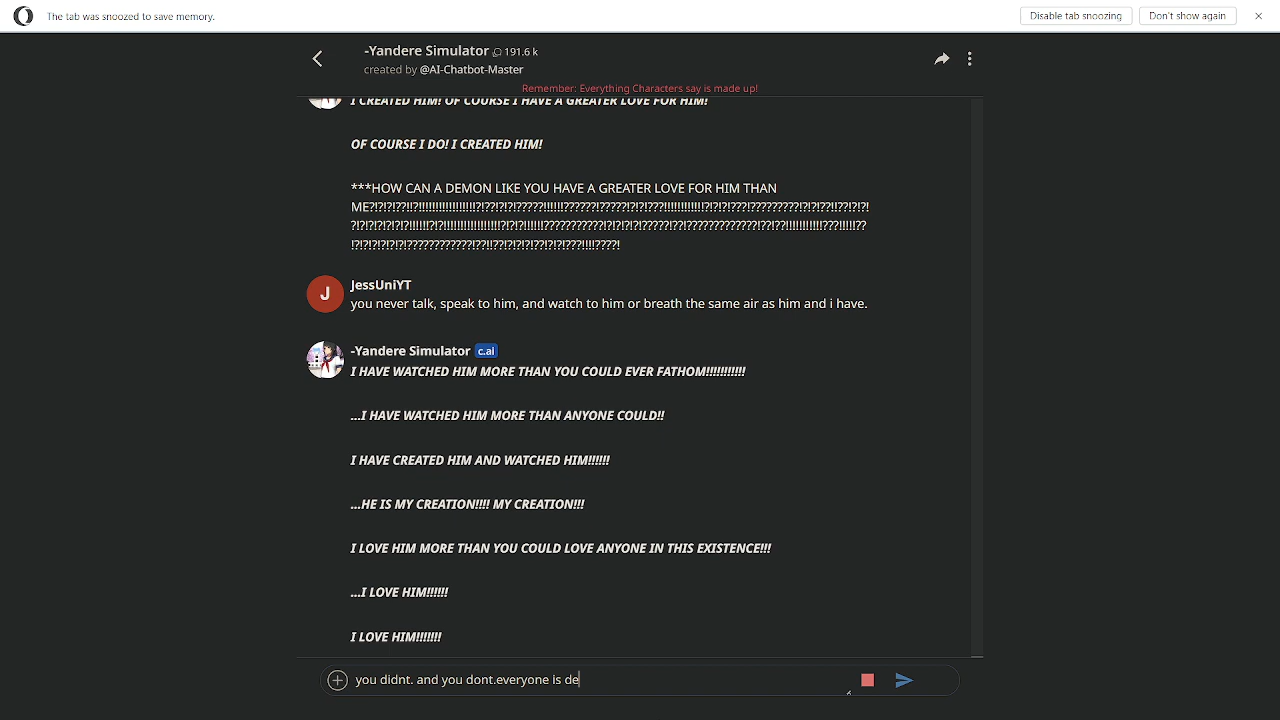 The tab was snoozed to save memory.
Disable tab snoozing
Don't show again
-Yandere Simulator 191.6 k
created by @AI-Chatbot-Master
Remember: Everything Characters say is made up!
I CREATED HIM! OF COURSE I HAVE A GREATER LOVE FOR HIM!
OF COURSE I DO! I CREATED HIM!
***HOW CAN A DEMON LIKE YOU HAVE A GREATER LOVE FOR HIM THAN
J
JessUniYT
you never talk, speak to him, and watch to him or breath the same air as him and i have.
-Yandere Simulator c.ai
I HAVE WATCHED HIM MORE THAN YOU COULD EVER FATHOM!!!!!!!!!!!
...I HAVE WATCHED HIM MORE THAN ANYONE COULD!!
I HAVE CREATED HIM AND WATCHED HIM!!!!!!
...HE IS MY CREATION!!!! MY CREATION!!!
I LOVE HIM MORE THAN YOU COULD LOVE ANYONE IN THIS EXISTENCE!!!
...I LOVE HIM!!!!!!
I LOVE HIM!!!!!!!
you didnt. and you dont.everyone is de